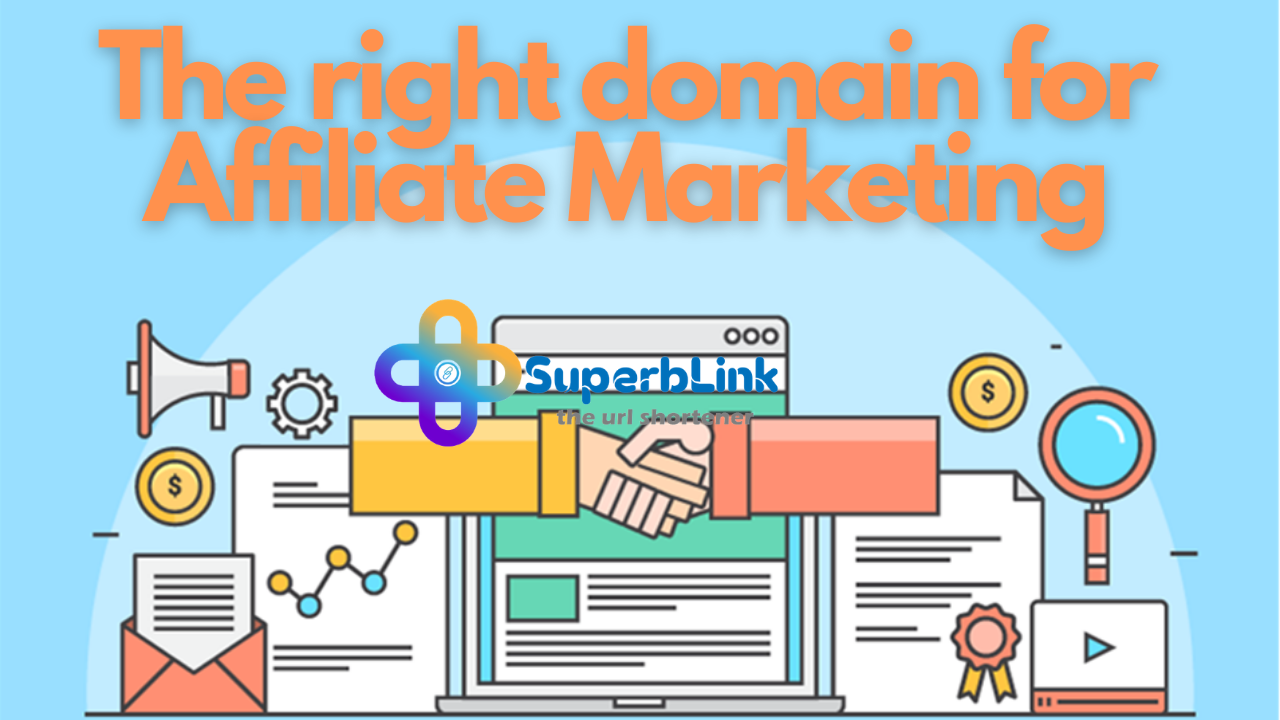 The right domain for
Affiliate Marketing
SuperbLink
the url shortener
$
$